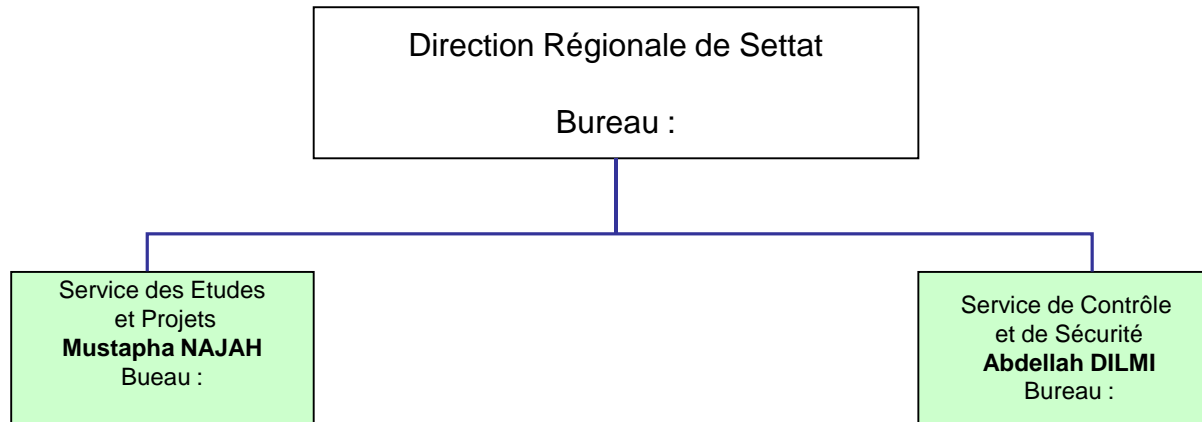 Direction Régionale de Settat
Bureau :
Service des Etudes
et Projets
Mustapha NAJAH
Bueau :
Service de Contrôle
et de Sécurité
Abdellah DILMI
Bureau :